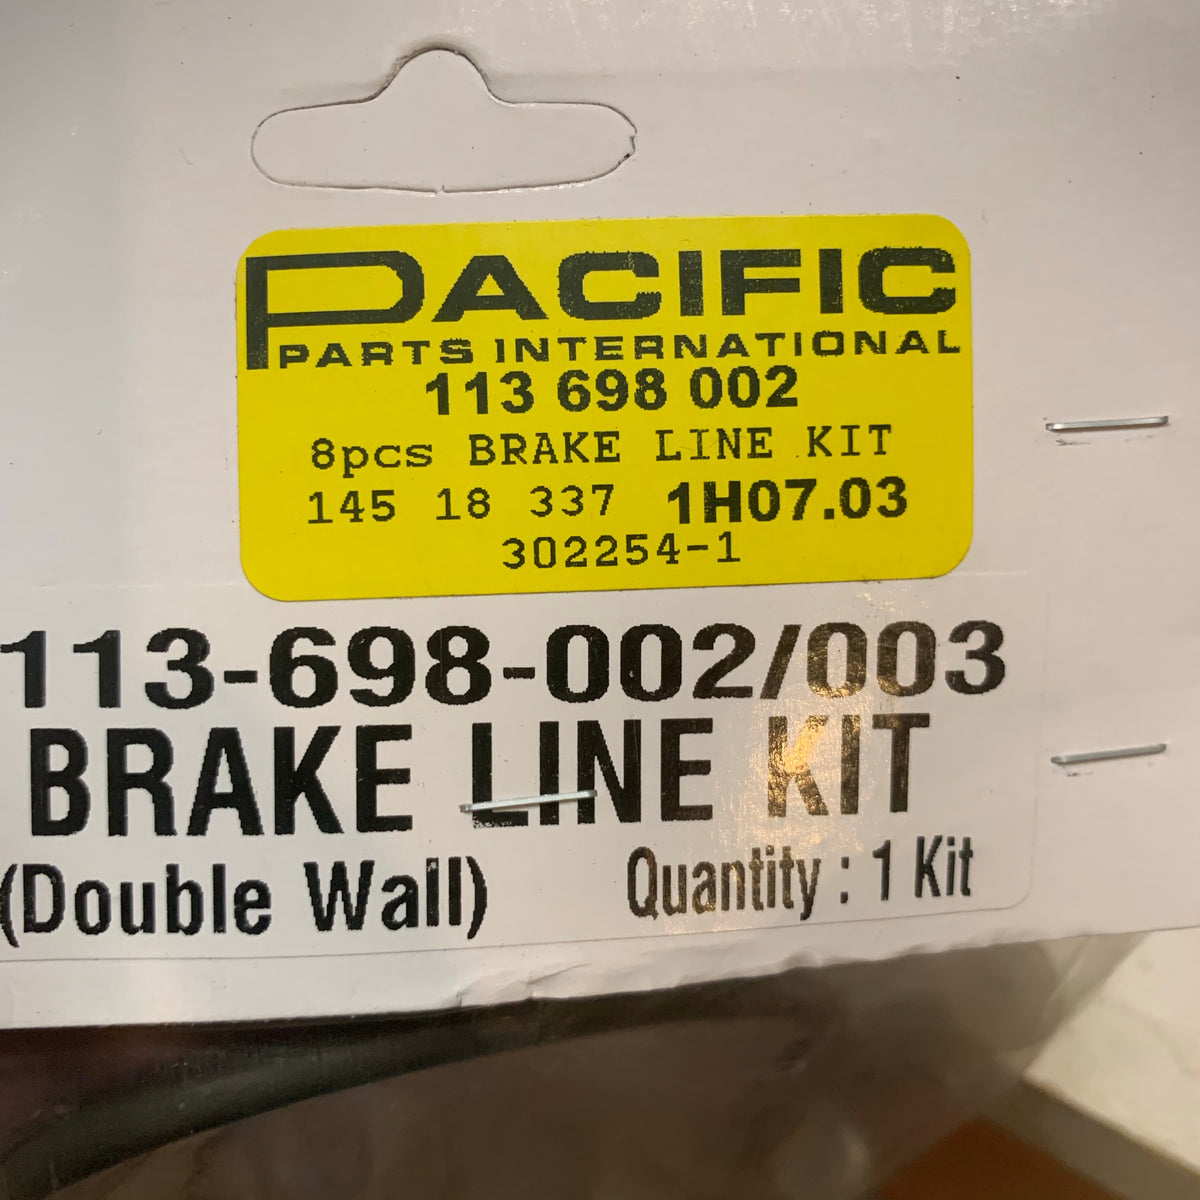 PACIFIC
PARTS INTERNATIONAL
113 698 002
8pcs BRAKE LINE KIT
145 18 337 1H07.03
302254-1
113-698-002/003
BRAKE LINE KIT
(Double Wall) Quantity : 1 Kit